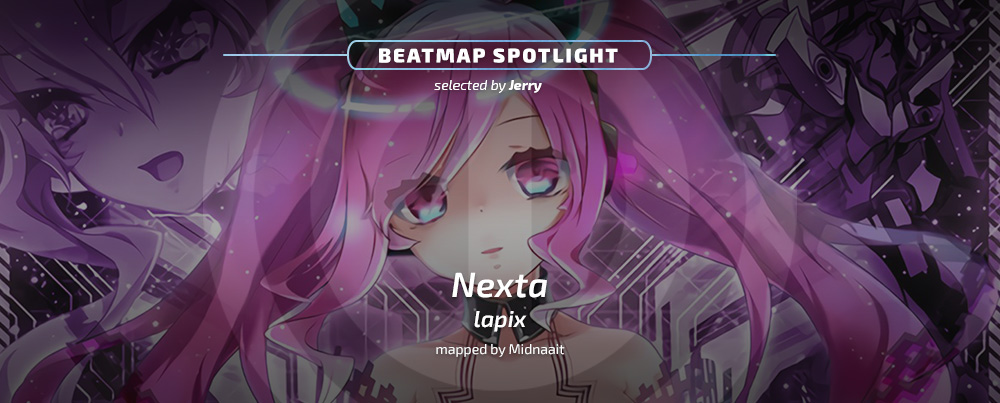 BEATMAP SPOTLIGHT
selected by Jerry
Nexta
lapix
mapped by Midnaait